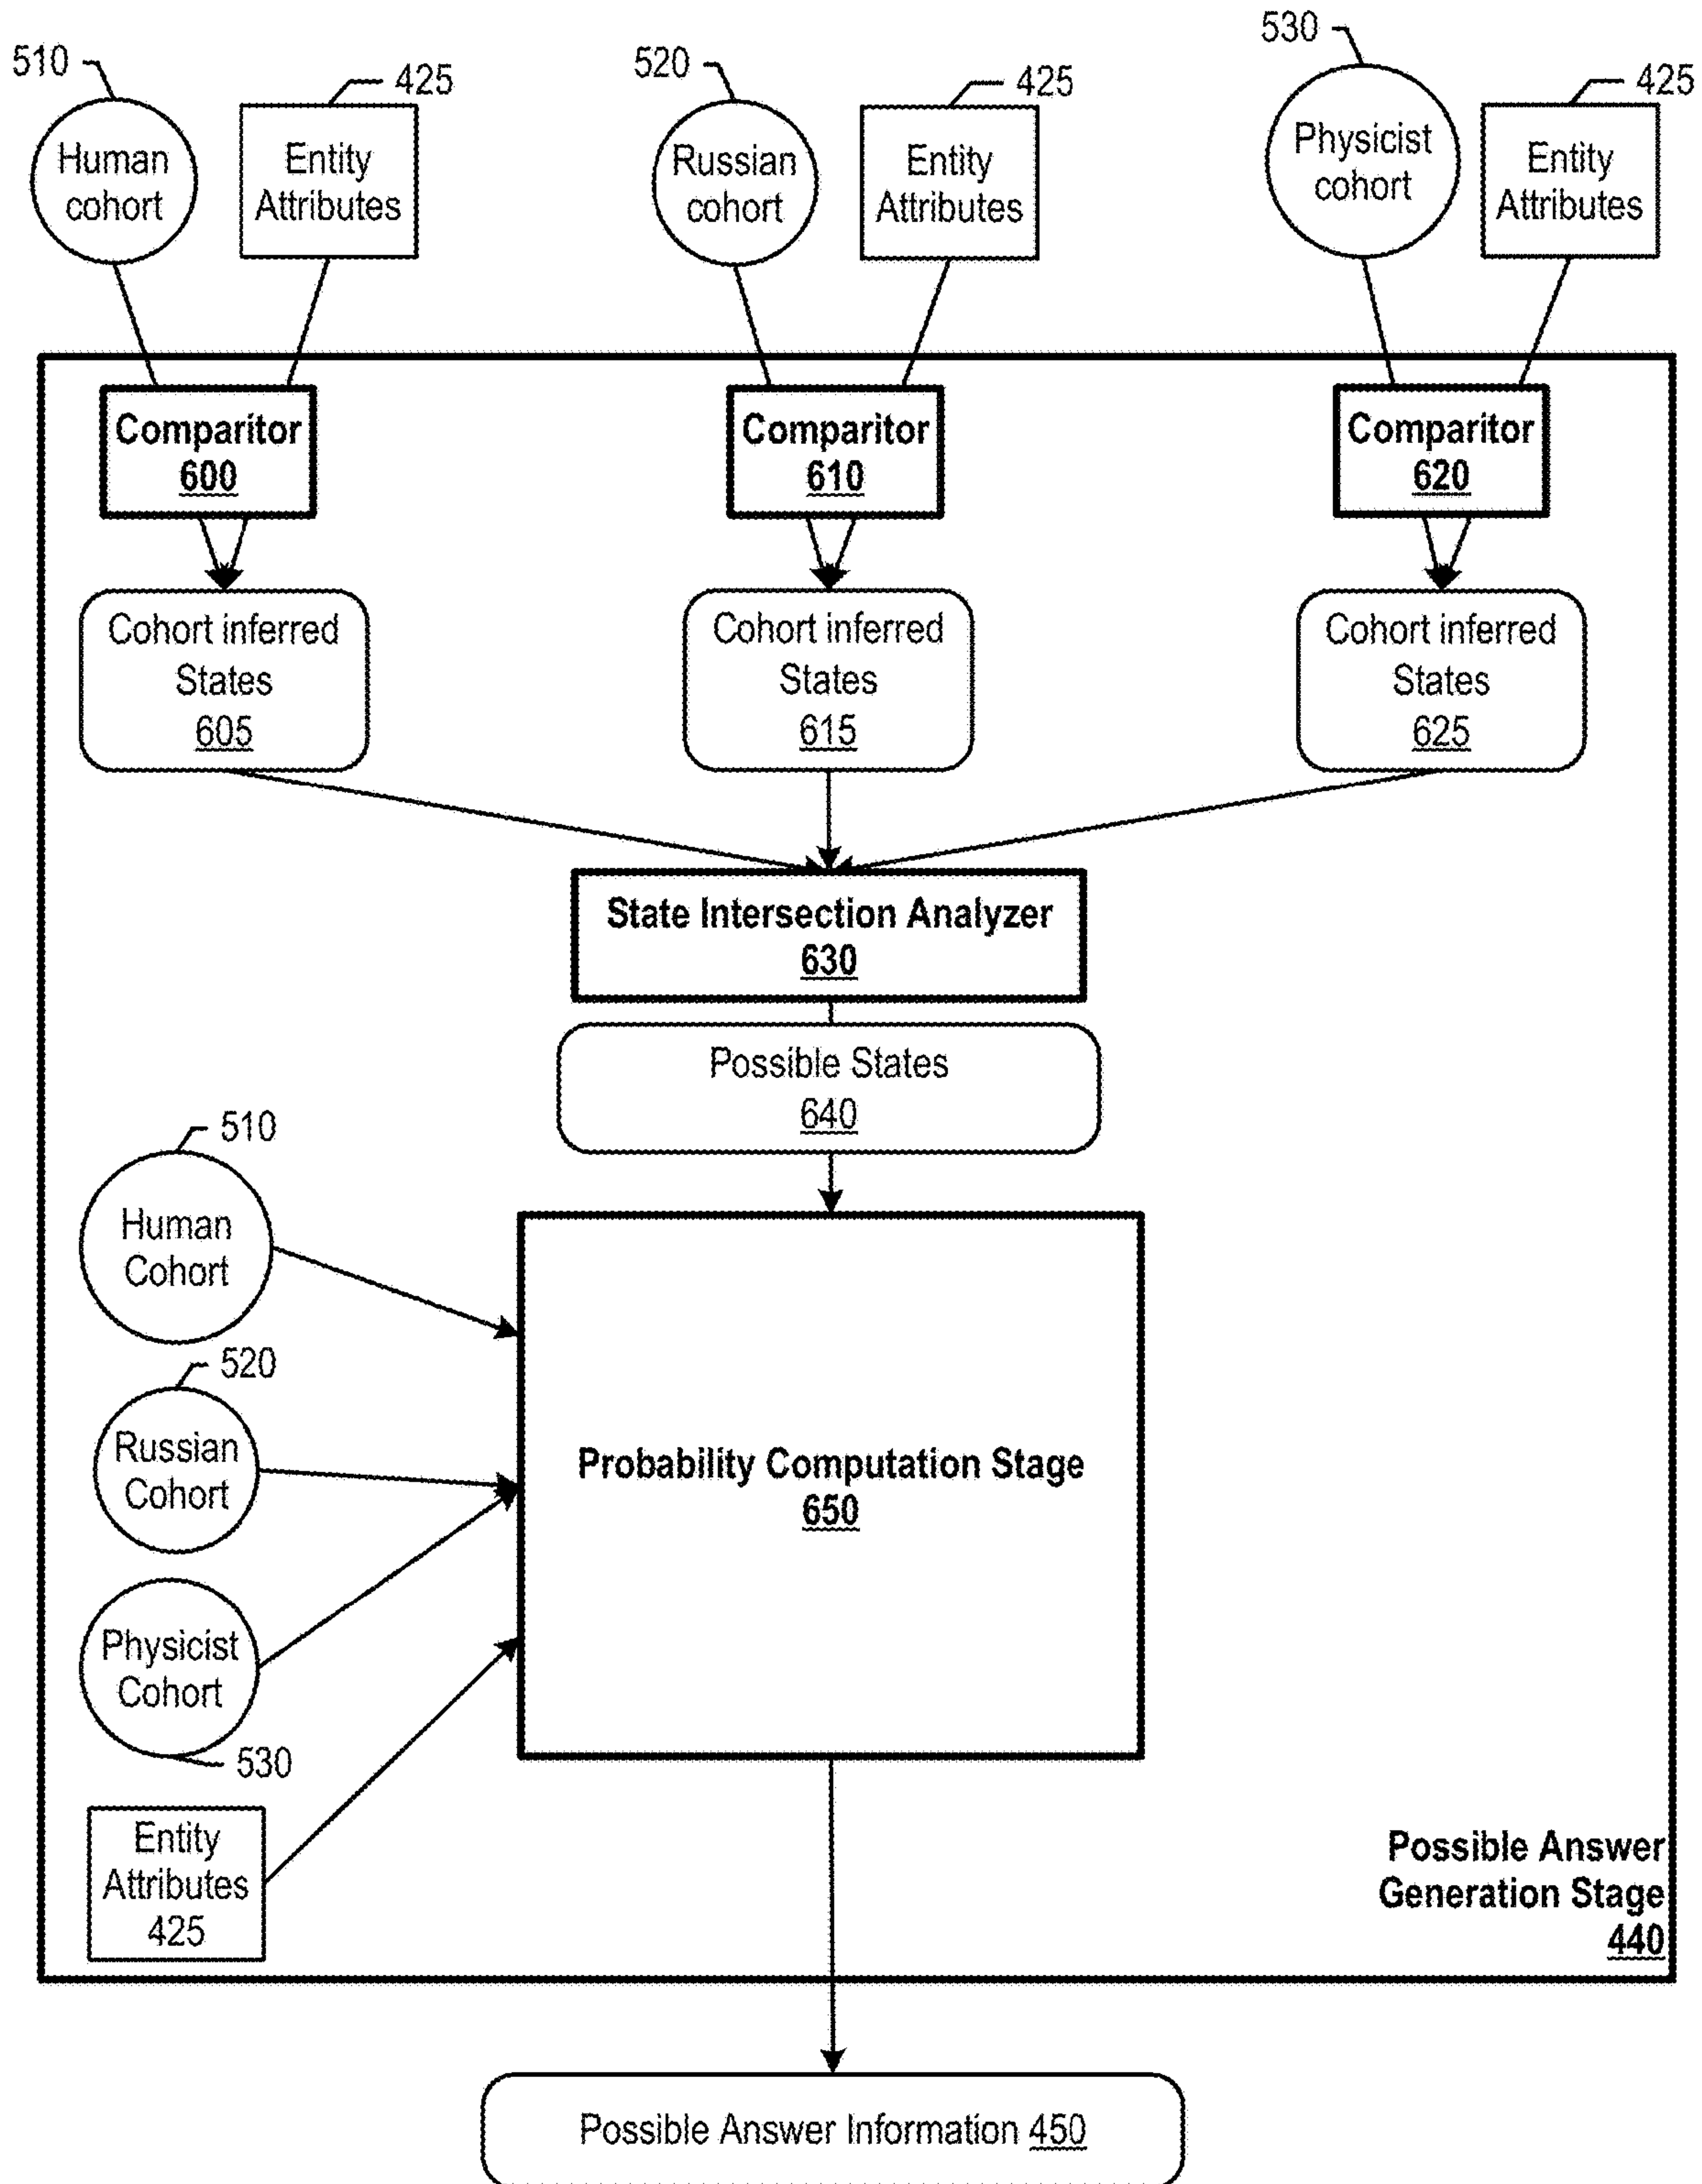 510
425
520
425
530
425
Human
cohort
Entity
Attributes
Russian
cohort
Entity
Attributes
Physicist
cohort
Entity
Attributes
Comparitor
600
Comparitor
610
Comparitor
620
Cohort inferred
States
605
Cohort inferred
States
615
Cohort inferred
States
625
State Intersection Analyzer
630
Possible States
640
510
Human
Cohort
520
Russian
Cohort
Physicist
Cohort
530
Entity
Attributes
425
Probability Computation Stage
650
Possible Answer
Generation Stage
440
Possible Answer Information 450